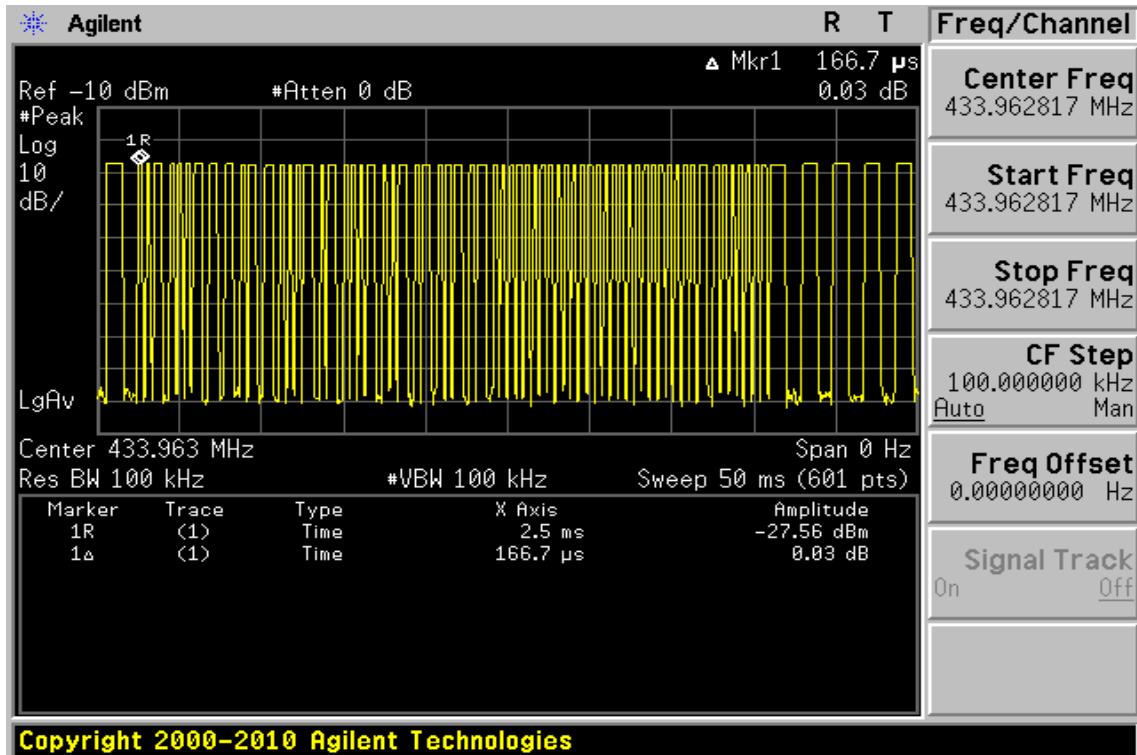 Agilent R T Freq/Channel
Δ Mkr1 166.7 µs
Ref -10 dBm #Atten 0 dB 0.03 dB
#Peak
Log
10
dB/
1R
LgAv
Center 433.963 MHz Span 0 Hz
Res BW 100 kHz #VBW 100 kHz Sweep 50 ms (601 pts)
Marker Trace Type X Axis Amplitude
1R (1) Time 2.5 ms -27.56 dBm
1Δ (1) Time 166.7 µs 0.03 dB
Center Freq
433.962817 MHz
Start Freq
433.962817 MHz
Stop Freq
433.962817 MHz
CF Step
100.000000 kHz
Auto Man
Freq Offset
0.00000000 Hz
Signal Track
On Off
Copyright 2000-2010 Agilent Technologies